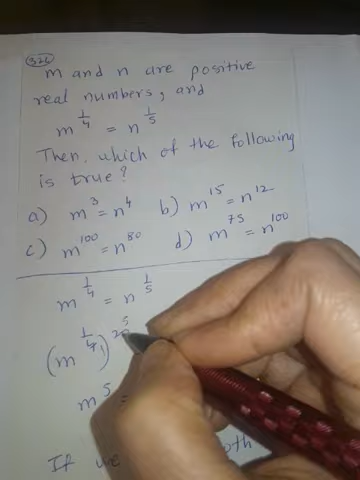 326
m and n are positive
real numbers, and
m^(1/4) = n^(1/5)
Then, which of the following
is true?
a) m^3 = n^4 b) m^15 = n^12
c) m^100 = n^80 d) m^75 = n^100
m^(1/4) = n^(1/5)
(m^(1/4))
m^5 =
If we